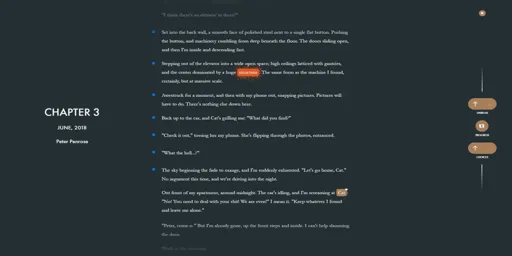 "I think there's an elevator in there!"
CHAPTER 3
JUNE, 2018
Peter Penrose
Set into the back wall, a smooth face of polished steel next to a single flat button. Pushing
the button, and machinery rumbling from deep beneath the floor. The doors sliding open,
and then I'm inside and descending fast.
Stepping out of the elevator into a wide open space; high ceilings latticed with gantries,
and the center dominated by a huge structure. The same form as the machine I found,
certainly, but at massive scale.
Awestruck for a moment, and then with my phone out, snapping pictures. Pictures will
have to do. There's nothing else down here.
Back up to the car, and Cat's grilling me: "What did you find?"
"Check it out," tossing her my phone. She's flipping through the photos, entranced.
"What the hell...?"
The sky beginning the fade to orange, and I'm suddenly exhausted. "Let's go home, Cat."
No argument this time, and we're driving into the night.
Out front of my apartment, around midnight. The car's idling, and I'm screaming at Cat:
"No! You need to deal with your shit! We are even!" I mean it. "Keep whatever I found
and leave me alone."
"Peter, come o-" But I'm already gone, up the front steps and inside. I can't help slamming
the door.
PROGRESS